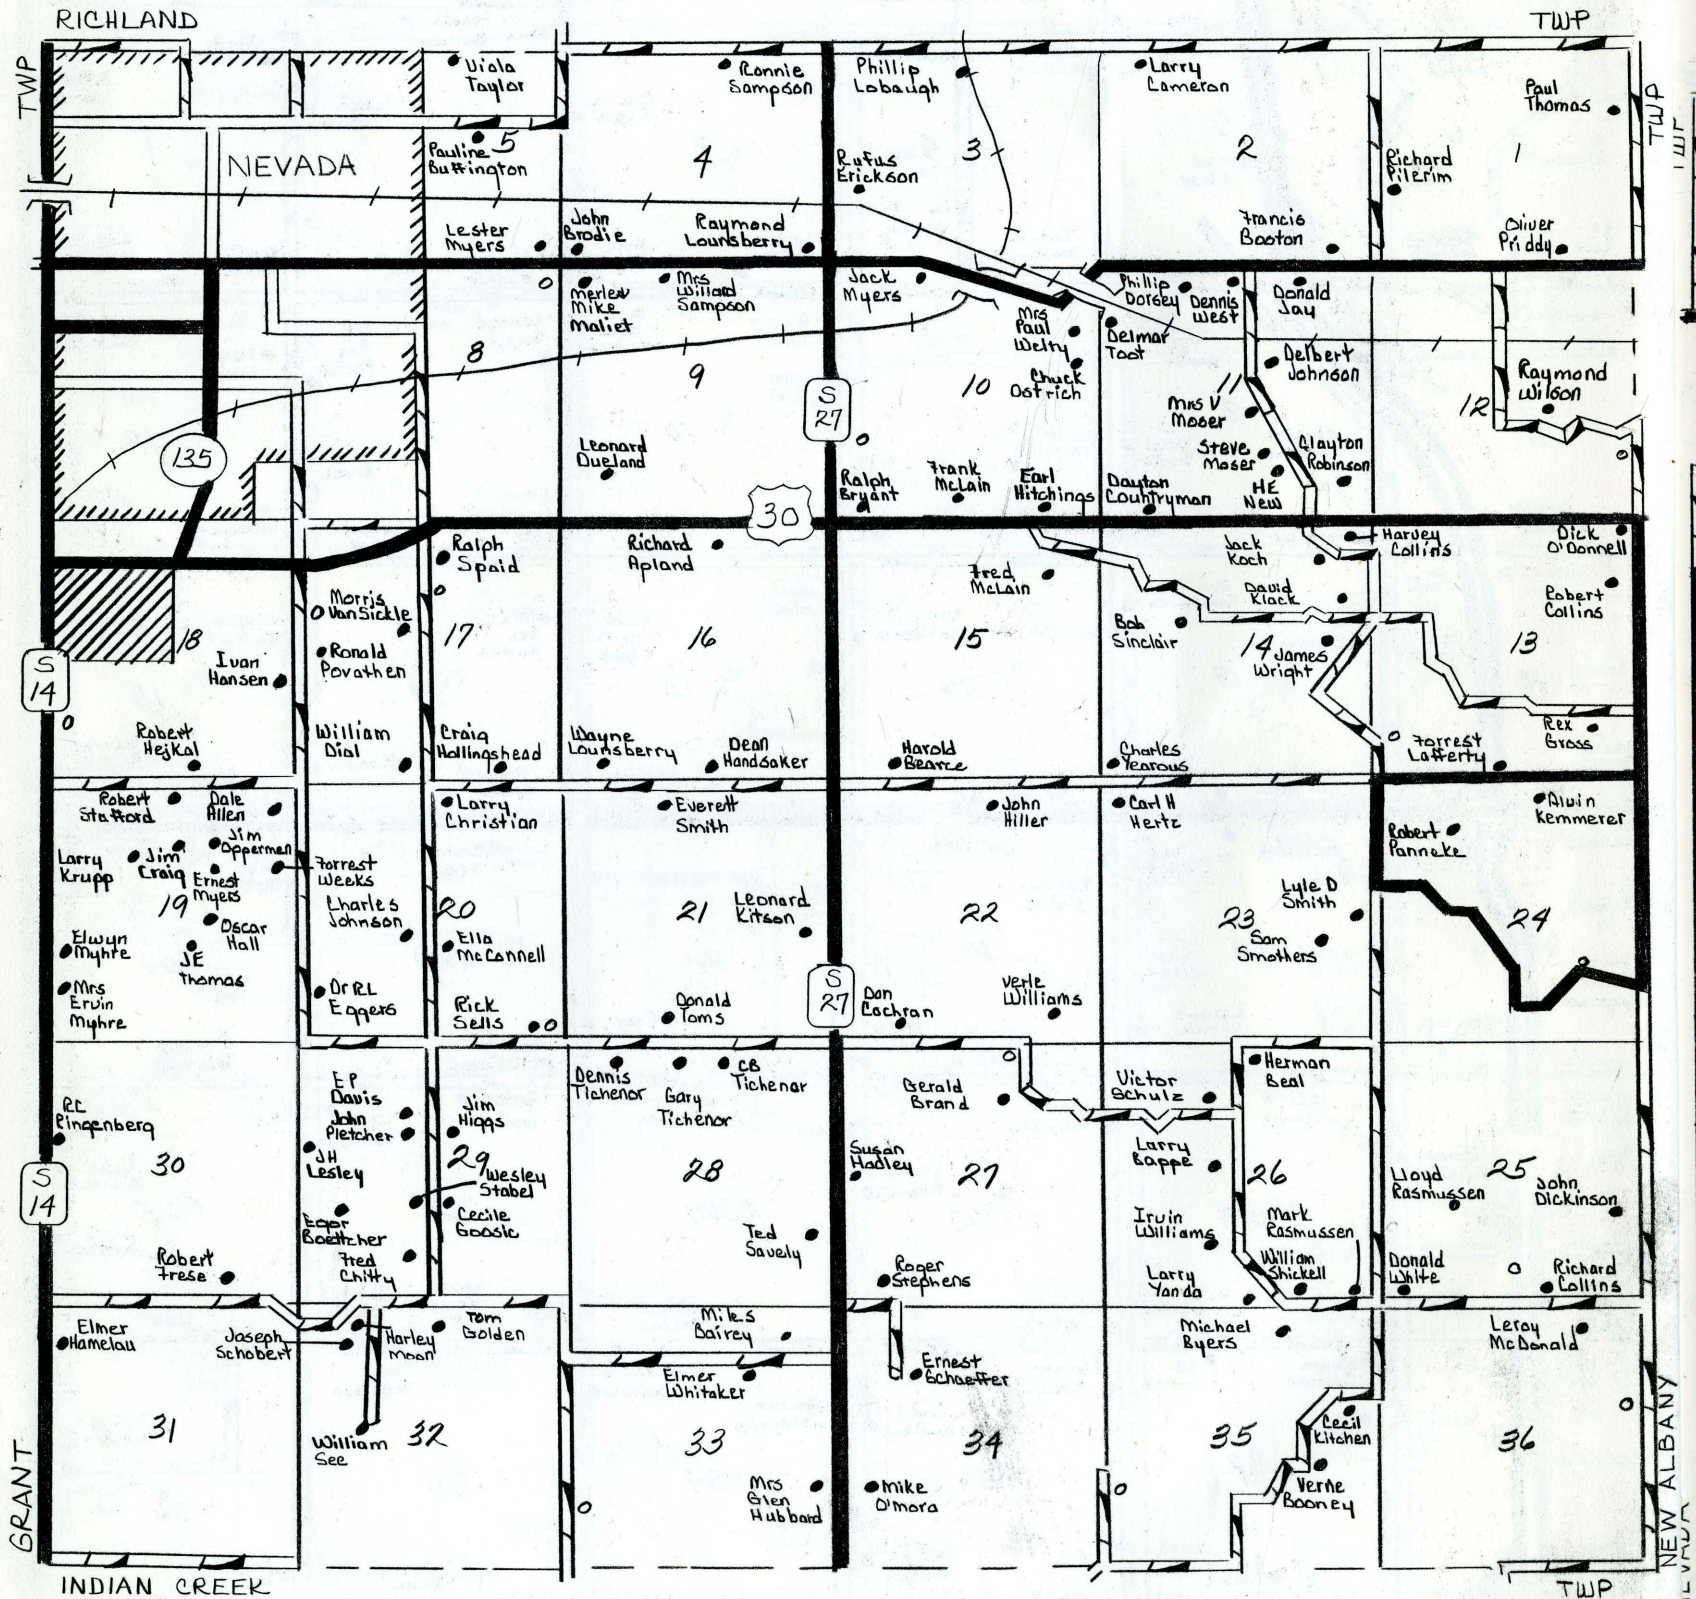 RICHLAND
TWP
TWP
Viola
Taylor
Ronnie
Sampson
Phillip
Lobaugh
Larry
Cameron
Paul
Thomas
TWP
TWP
NEVADA
Pauline
Buffington
5
4
Rufus
Erickson
3
2
Richard
Pilgrim
1
Lester
Myers
John
Brodie
Raymond
Lounsberry
Francis
Booton
Oliver
Priddy
Merle &
Mike
Maliet
Mrs
Willard
Sampson
Jack
Myers
Mrs
Paul
Welty
Phillip
Dorsey
Dennis
West
Donald
Jay
Delmar
Toot
8
9
S
27
10
Chuck
Ostrich
11
Delbert
Johnson
12
Raymond
Wilson
Mrs V
Moser
135
Leonard
Dueland
Steve
Moser
Clayton
Robinson
Ralph
Bryant
Frank
McLain
Earl
Hitchings
Dayton
Countryman
HE
New
30
Ralph
Spaid
Richard
Apland
Fred
McLain
Jack
Koch
Harvey
Collins
Dick
O'Donnell
Morris
VanSickle
David
Klock
Robert
Collins
18
17
16
15
Bob
Sinclair
14
James
Wright
13
S
14
Ivan
Hansen
Ronald
Povathen
Robert
Hejkal
William
Dial
Craig
Hollingshead
Wayne
Lounsberry
Dean
Handsaker
Harold
Bearce
Charles
Yearous
Forrest
Lafferty
Rex
Gross
Robert
Stafford
Dale
Allen
Larry
Christian
Everett
Smith
John
Hiller
Carl H
Hertz
Alvin
Kemmerer
Larry
Krupp
Jim
Craig
Jim
Opperman
Ernest
Myers
Forrest
Weeks
Robert
Panneke
19
Oscar
Hall
Charles
Johnson
20
21
Leonard
Kitson
22
23
Lyle D
Smith
24
Elwyn
Myhre
JE
Thomas
Ella
McConnell
Sam
Smothers
Mrs
Ervin
Myhre
Dr RL
Eggers
Rick
Sells
Donald
Toms
S
27
Don
Cochran
Verle
Williams
EP
Davis
Dennis
Tichenor
Gary
Tichenor
CB
Tichenor
Gerald
Brand
Victor
Schulz
Herman
Beal
RC
Ringenberg
John
Pletcher
Jim
Higgs
30
JH
Lesley
29
Wesley
Stabel
28
Susan
Hadley
27
Larry
Bappe
26
Lloyd
Rasmussen
25
John
Dickinson
S
14
Egor
Boettcher
Cecile
Goosic
Ted
Savely
Irvin
Williams
Mark
Rasmussen
Robert
Frese
Fred
Chitty
Roger
Stephens
Larry
Yanda
William
Shickell
Donald
White
Richard
Collins
Elmer
Hamelau
Joseph
Schobert
Harley
Moon
Tom
Golden
Miles
Bairey
Michael
Byers
Leroy
McDonald
Elmer
Whitaker
Ernest
Schaeffer
31
William
See
32
33
34
35
Cecil
Kitchen
36
Mrs
Glen
Hubbard
Mike
O'mara
Verne
Booney
GRANT
NEW ALBANY
INDIAN CREEK
TWP